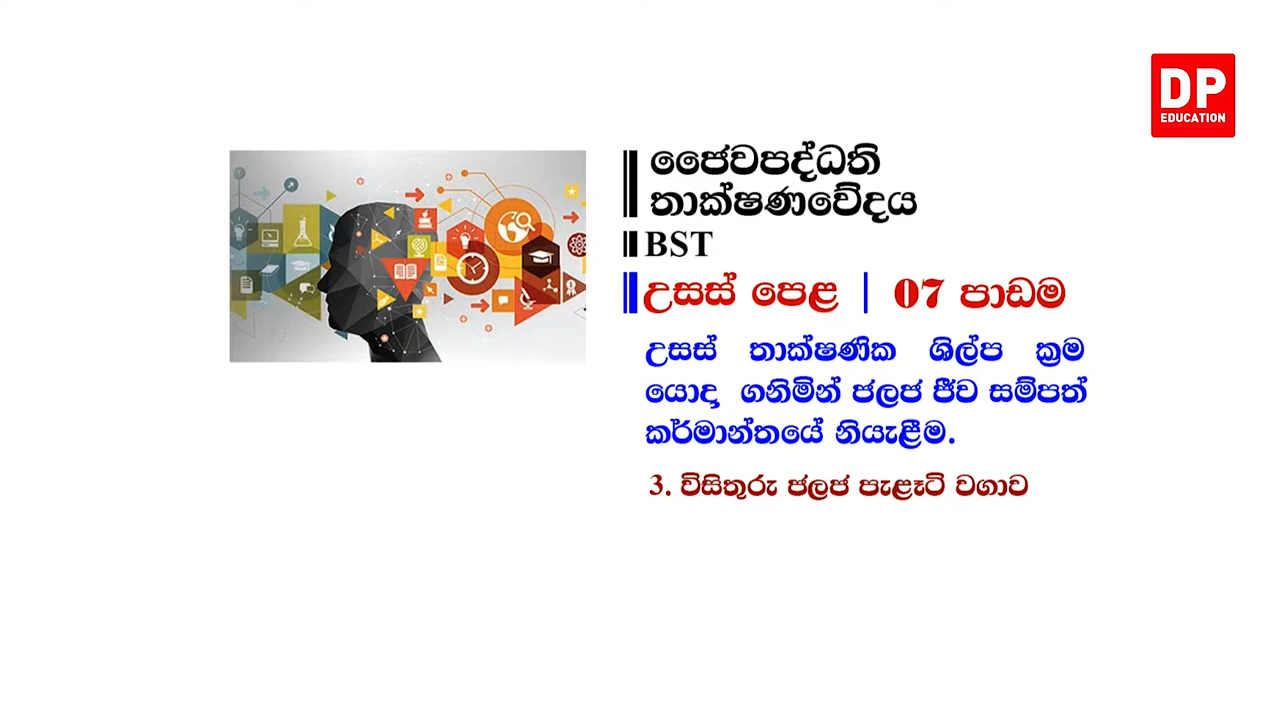 DP
EDUCATION
ජෛවපද්ධති
තාක්ෂණවේදය
BST
උසස් පෙළ | 07 පාඩම
උසස් තාක්ෂණික ශිල්ප ක්‍රම
යොදා ගනිමින් ජලජ ජීව සම්පත්
කර්මාන්තයේ නියැළීම.
3. විසිතුරු ජලජ පැළෑටි වගාව